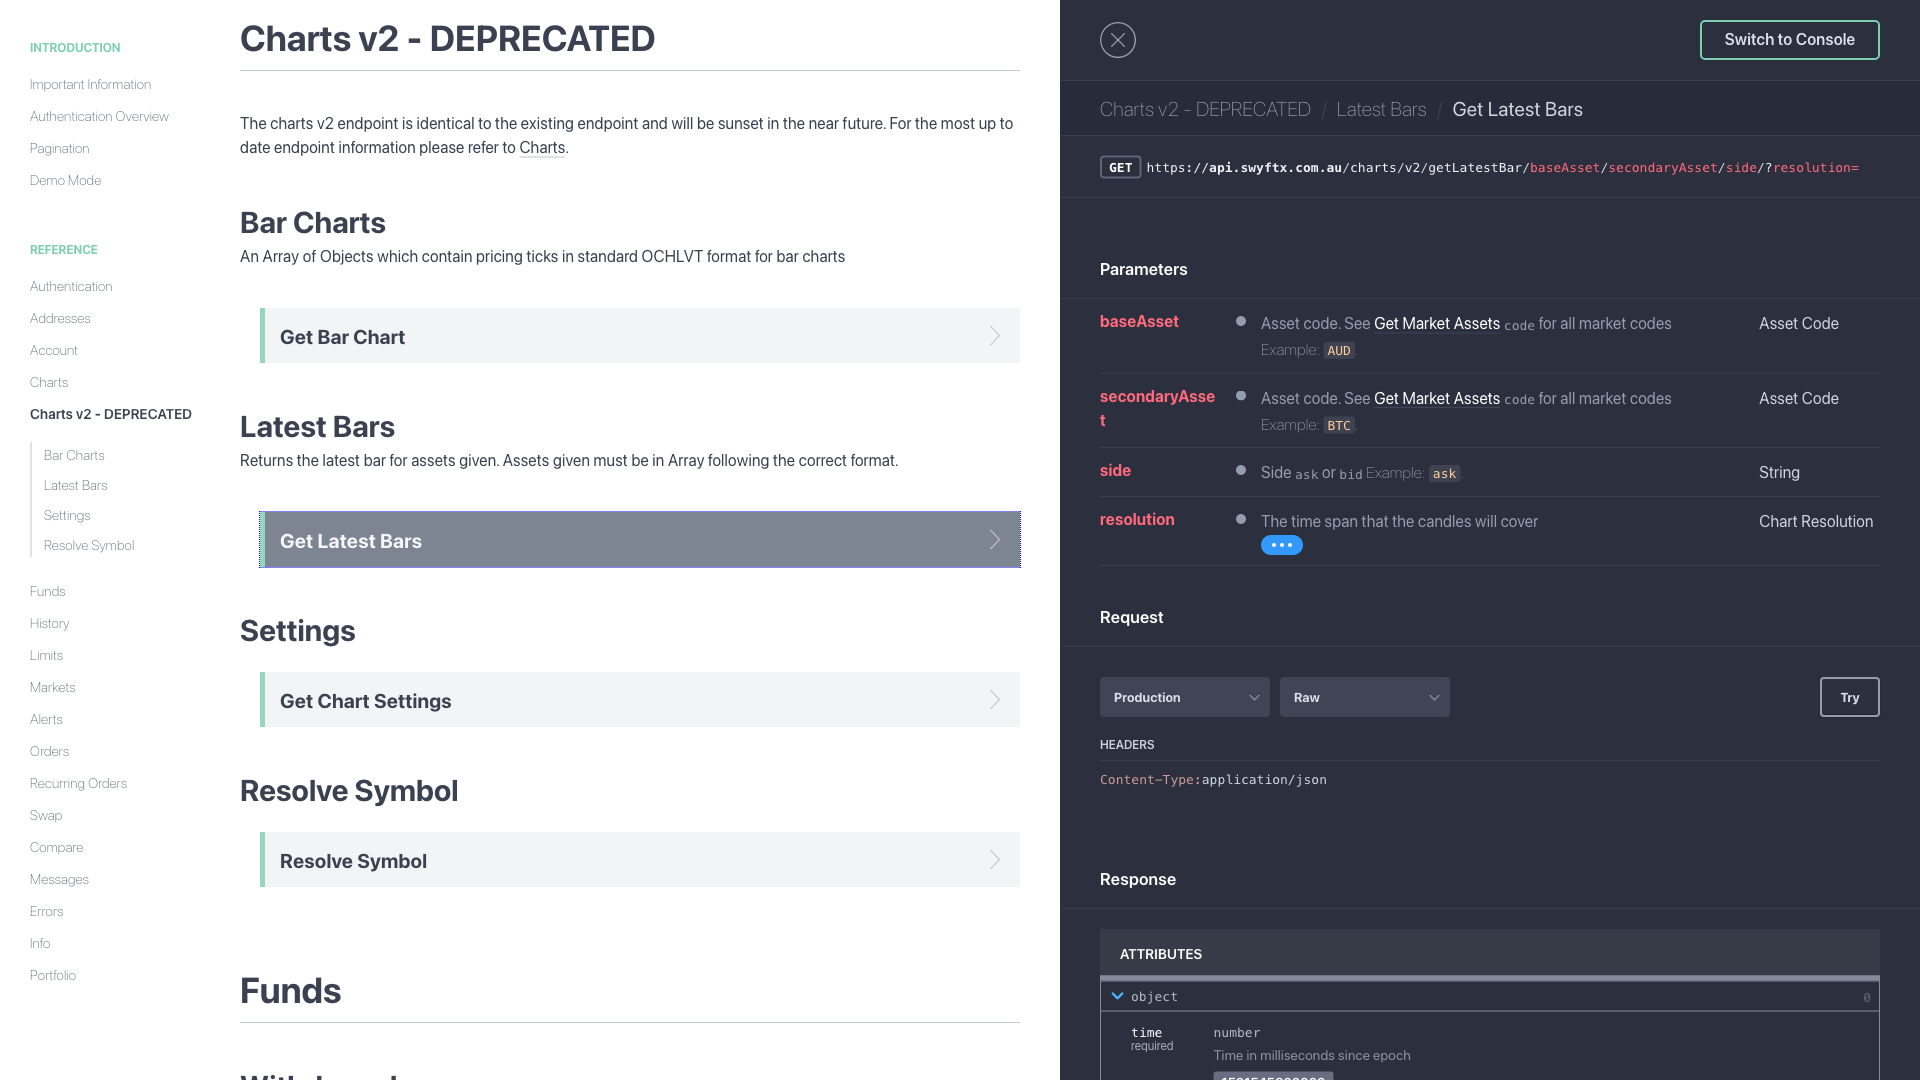 INTRODUCTION
Important Information
Authentication Overview
Pagination
Demo Mode
REFERENCE
Authentication
Addresses
Account
Charts
Charts v2 - DEPRECATED
Bar Charts
Latest Bars
Settings
Resolve Symbol
Funds
History
Limits
Markets
Alerts
Orders
Recurring Orders
Swap
Compare
Messages
Errors
Info
Portfolio
Charts v2 - DEPRECATED
The charts v2 endpoint is identical to the existing endpoint and will be sunset in the near future. For the most up to
date endpoint information please refer to Charts.
Bar Charts
An Array of Objects which contain pricing ticks in standard OCHLVT format for bar charts
Get Bar Chart
Latest Bars
Returns the latest bar for assets given. Assets given must be in Array following the correct format.
Get Latest Bars
Settings
Get Chart Settings
Resolve Symbol
Resolve Symbol
Funds
Switch to Console
Charts v2 - DEPRECATED / Latest Bars / Get Latest Bars
GET https://api.swyftx.com.au/charts/v2/getLatestBar/baseAsset/secondaryAsset/side/?resolution=
Parameters
baseAsset Asset code. See Get Market Assets code for all market codes Asset Code
Example: AUD.
secondaryAsse Asset code. See Get Market Assets code for all market codes Asset Code
t Example: BTC.
side Side ask or bid Example: ask. String
resolution The time span that the candles will cover Chart Resolution
Request
Production Raw Try
HEADERS
Content-Type:application/json
Response
ATTRIBUTES
object 0
time number
required
Time in milliseconds since epoch